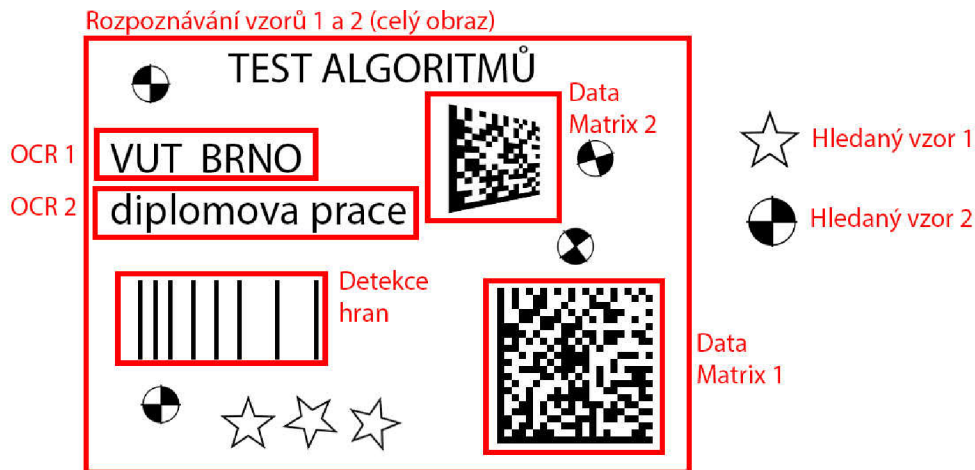 Rozpoznávání vzorů 1 a 2 (celý obraz)
TEST ALGORITMŮ
Data
Matrix 2
OCR 1
VUT BRNO
OCR 2
diplomova prace
Hledaný vzor 1
Hledaný vzor 2
Detekce
hran
Data
Matrix 1